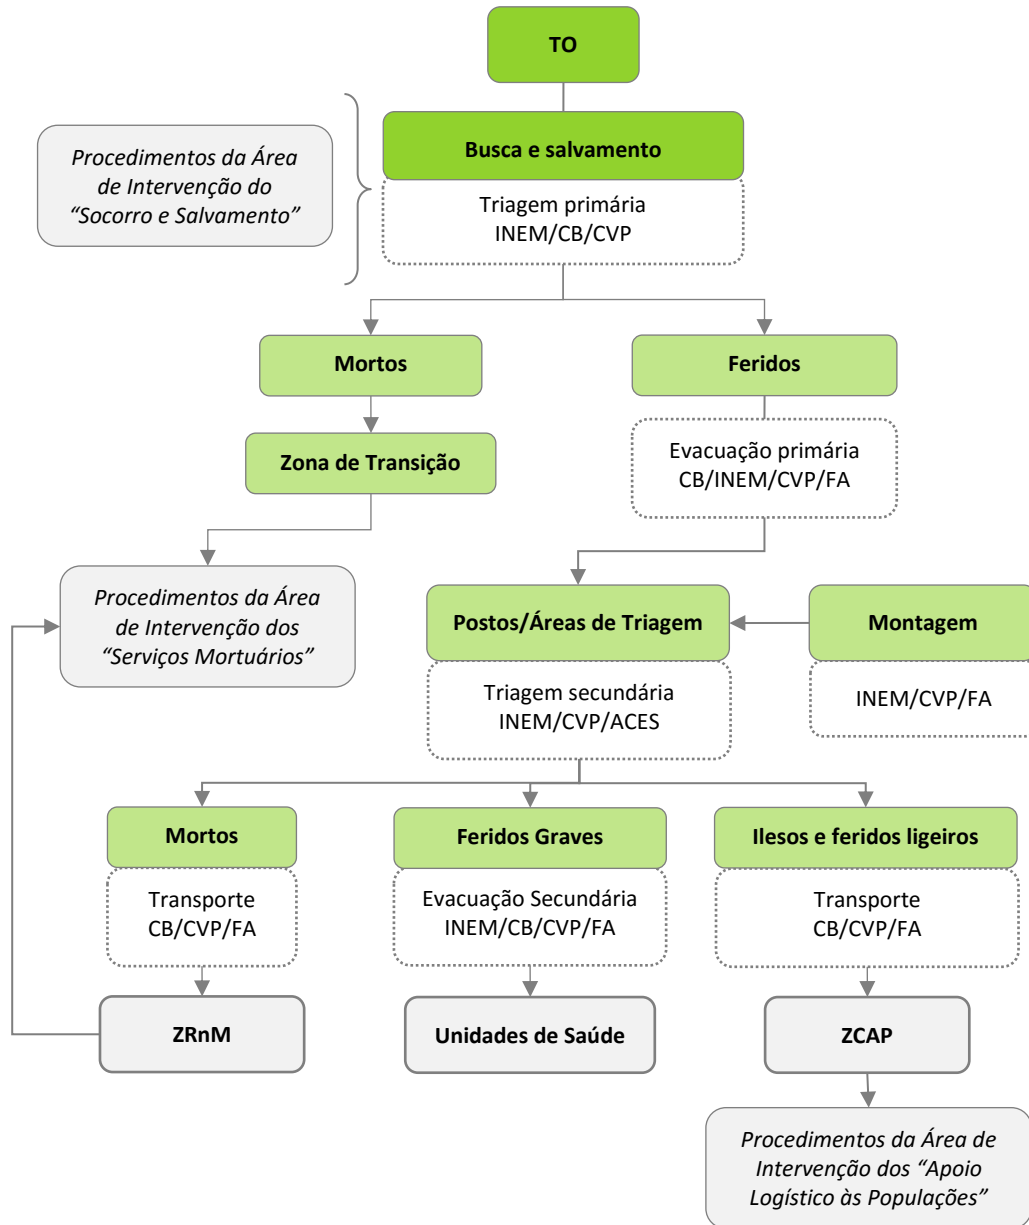 TO
Procedimentos da Área
de Intervenção do
“Socorro e Salvamento”
Busca e salvamento
Triagem primária
INEM/CB/CVP
Mortos
Feridos
Zona de Transição
Evacuação primária
CB/INEM/CVP/FA
Procedimentos da Área
de Intervenção dos
“Serviços Mortuários”
Postos/Áreas de Triagem
Montagem
Triagem secundária
INEM/CVP/ACES
INEM/CVP/FA
Mortos
Feridos Graves
Ilesos e feridos ligeiros
Transporte
CB/CVP/FA
Evacuação Secundária
INEM/CB/CVP/FA
Transporte
CB/CVP/FA
ZRnM
Unidades de Saúde
ZCAP
Procedimentos da Área de
Intervenção dos “Apoio
Logístico às Populações”